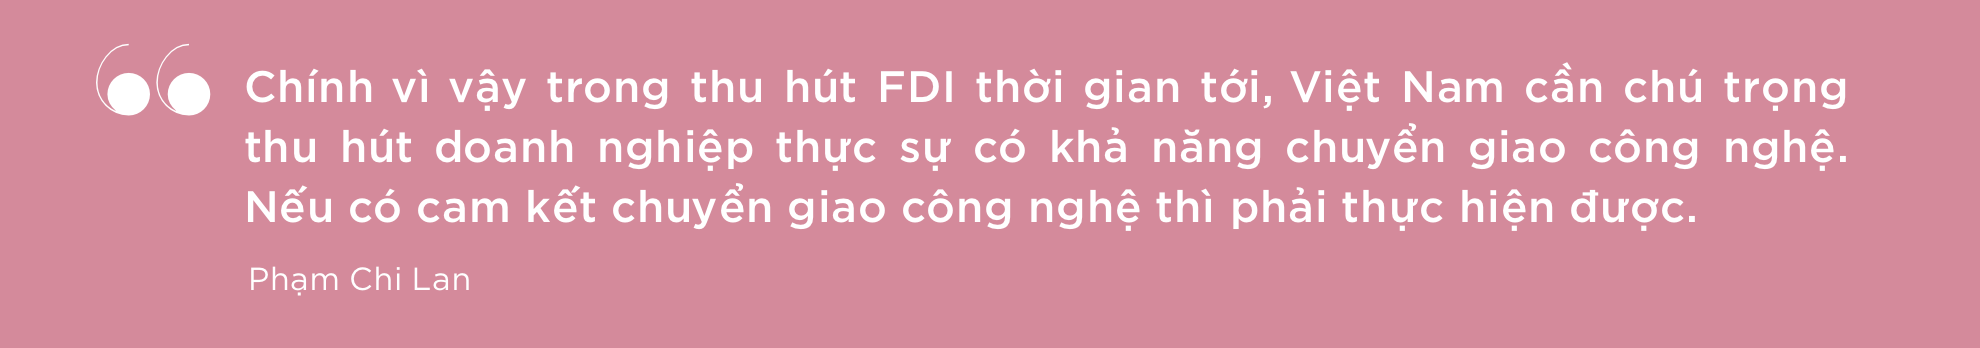 Chính vì vậy trong thu hút FDI thời gian tới, Việt Nam cần chú trọng
thu hút doanh nghiệp thực sự có khả năng chuyển giao công nghệ.
Nếu có cam kết chuyển giao công nghệ thì phải thực hiện được.
Phạm Chi Lan